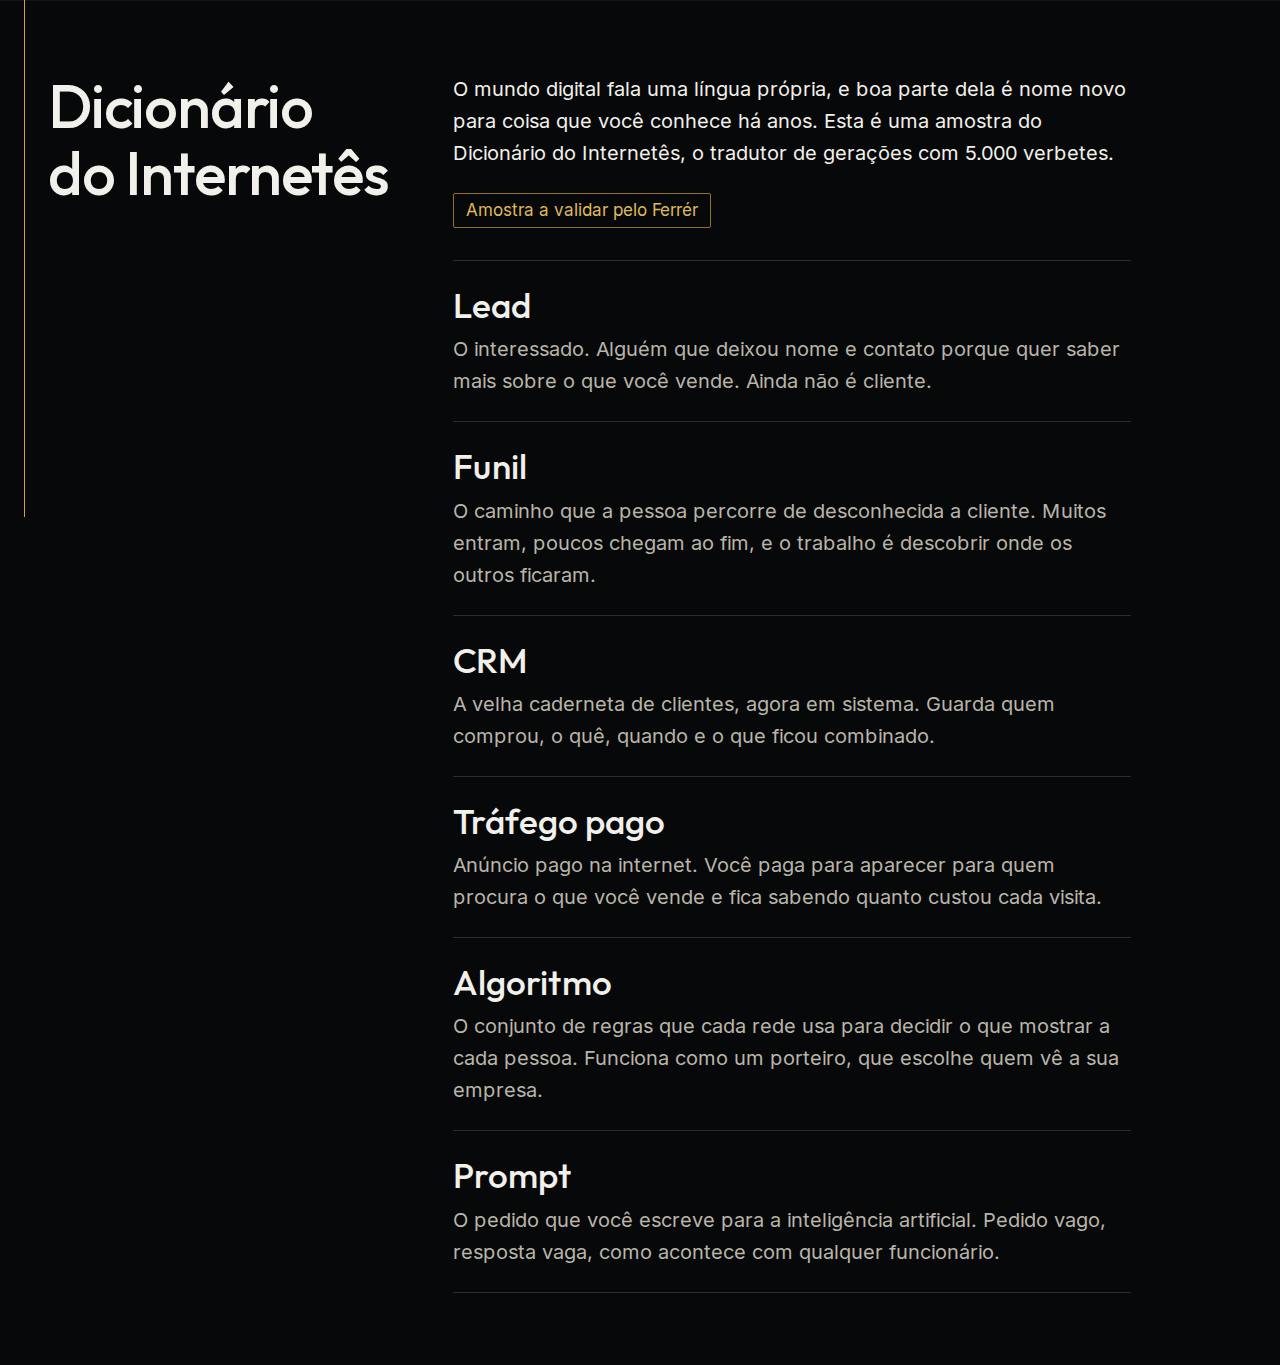 Dicionário
do Internetês
O mundo digital fala uma língua própria, e boa parte dela é nome novo
para coisa que você conhece há anos. Esta é uma amostra do
Dicionário do Internetês, o tradutor de gerações com 5.000 verbetes.
Amostra a validar pelo Ferrér
Lead
O interessado. Alguém que deixou nome e contato porque quer saber
mais sobre o que você vende. Ainda não é cliente.
Funil
O caminho que a pessoa percorre de desconhecida a cliente. Muitos
entram, poucos chegam ao fim, e o trabalho é descobrir onde os
outros ficaram.
CRM
A velha caderneta de clientes, agora em sistema. Guarda quem
comprou, o quê, quando e o que ficou combinado.
Tráfego pago
Anúncio pago na internet. Você paga para aparecer para quem
procura o que você vende e fica sabendo quanto custou cada visita.
Algoritmo
O conjunto de regras que cada rede usa para decidir o que mostrar a
cada pessoa. Funciona como um porteiro, que escolhe quem vê a sua
empresa.
Prompt
O pedido que você escreve para a inteligência artificial. Pedido vago,
resposta vaga, como acontece com qualquer funcionário.